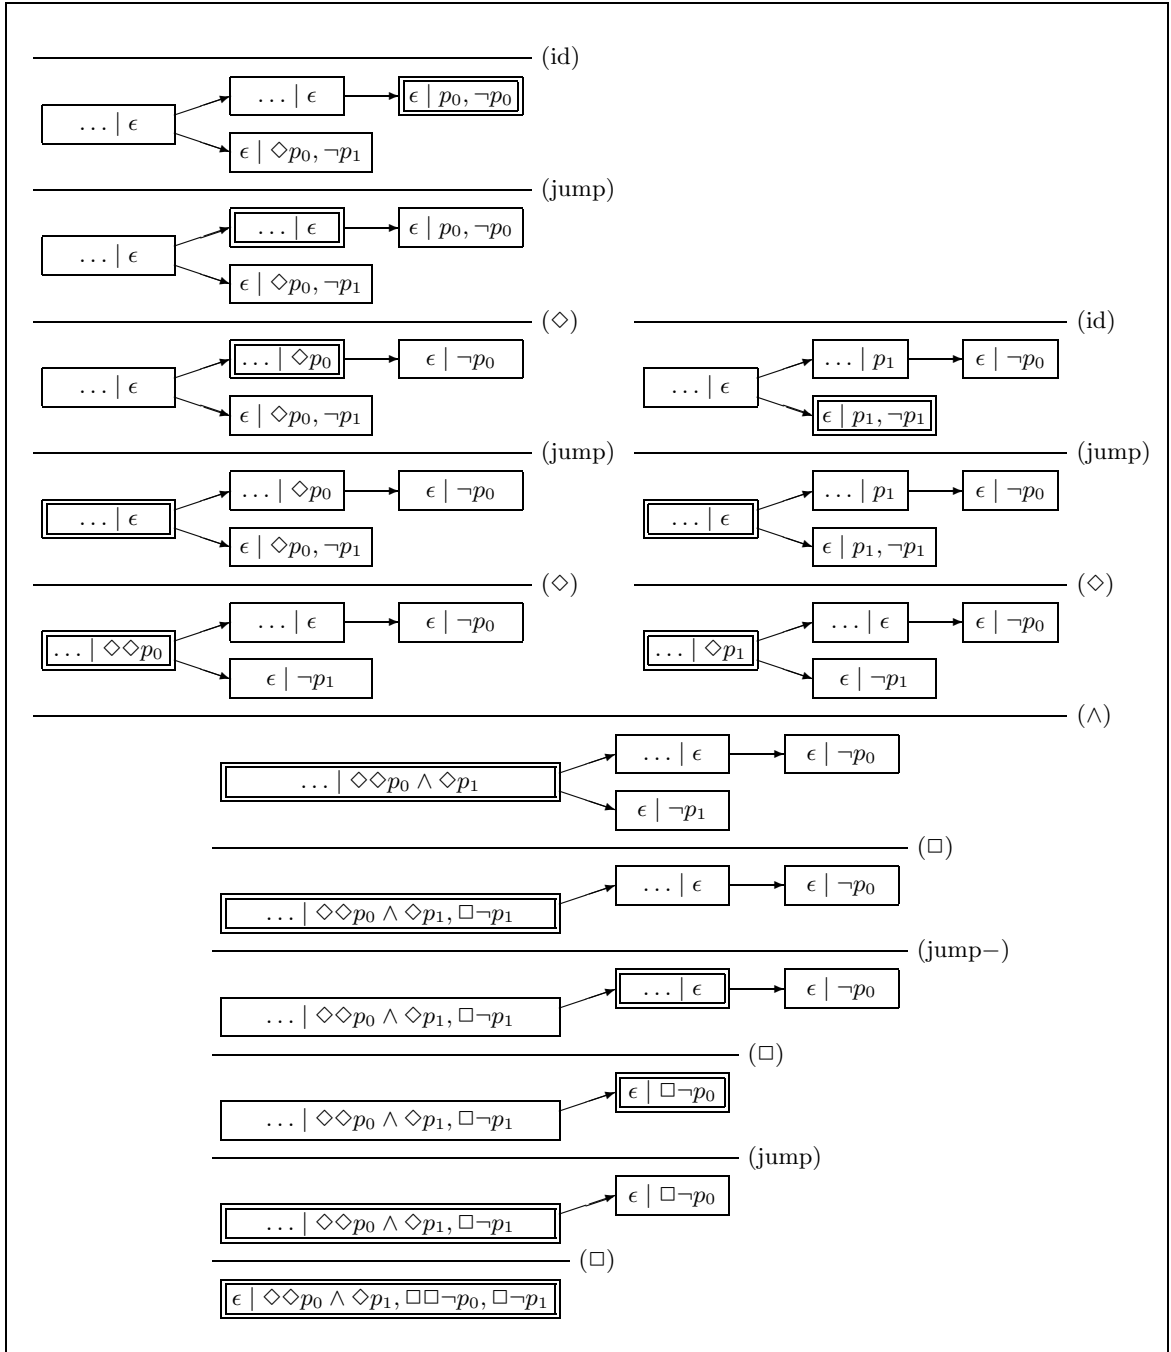 (id)
… | ϵ
ϵ | p₀, ¬p₀
… | ϵ
ϵ | ◇p₀, ¬p₁
(jump)
… | ϵ
ϵ | p₀, ¬p₀
… | ϵ
ϵ | ◇p₀, ¬p₁
(◇)
(id)
… | ◇p₀
ϵ | ¬p₀
… | ϵ
ϵ | ◇p₀, ¬p₁
… | p₁
ϵ | ¬p₀
… | ϵ
ϵ | p₁, ¬p₁
(jump)
(jump)
… | ◇p₀
ϵ | ¬p₀
… | ϵ
ϵ | ◇p₀, ¬p₁
… | p₁
ϵ | ¬p₀
… | ϵ
ϵ | p₁, ¬p₁
(◇)
(◇)
… | ϵ
ϵ | ¬p₀
… | ◇◇p₀
ϵ | ¬p₁
… | ϵ
ϵ | ¬p₀
… | ◇p₁
ϵ | ¬p₁
(∧)
… | ϵ
ϵ | ¬p₀
… | ◇◇p₀ ∧ ◇p₁
ϵ | ¬p₁
(□)
… | ϵ
ϵ | ¬p₀
… | ◇◇p₀ ∧ ◇p₁, □¬p₁
(jump−)
… | ϵ
ϵ | ¬p₀
… | ◇◇p₀ ∧ ◇p₁, □¬p₁
(□)
ϵ | □¬p₀
… | ◇◇p₀ ∧ ◇p₁, □¬p₁
(jump)
ϵ | □¬p₀
… | ◇◇p₀ ∧ ◇p₁, □¬p₁
(□)
ϵ | ◇◇p₀ ∧ ◇p₁, □□¬p₀, □¬p₁